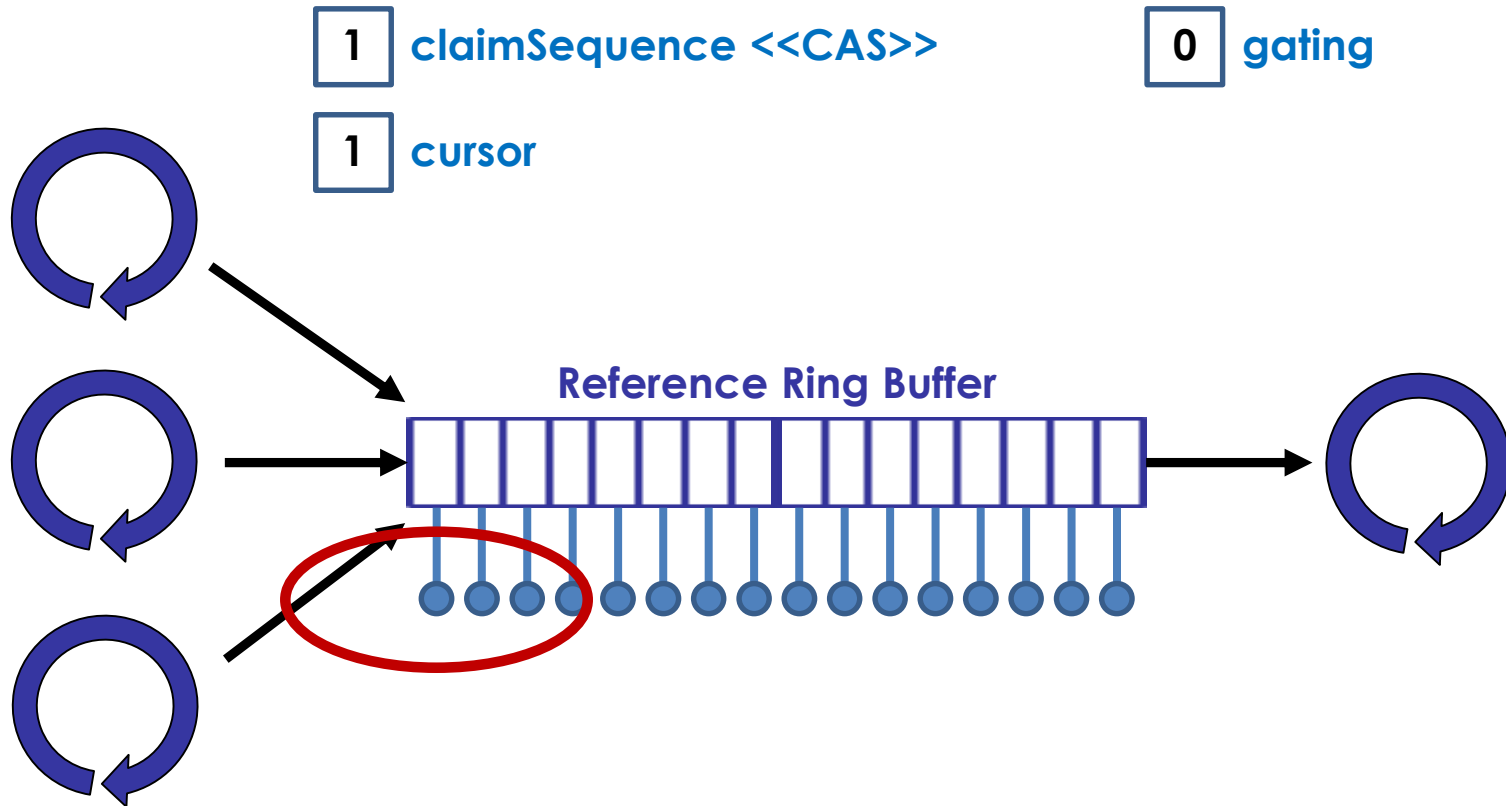 1 claimSequence <<CAS>> 0 gating
1 cursor
Reference Ring Buffer